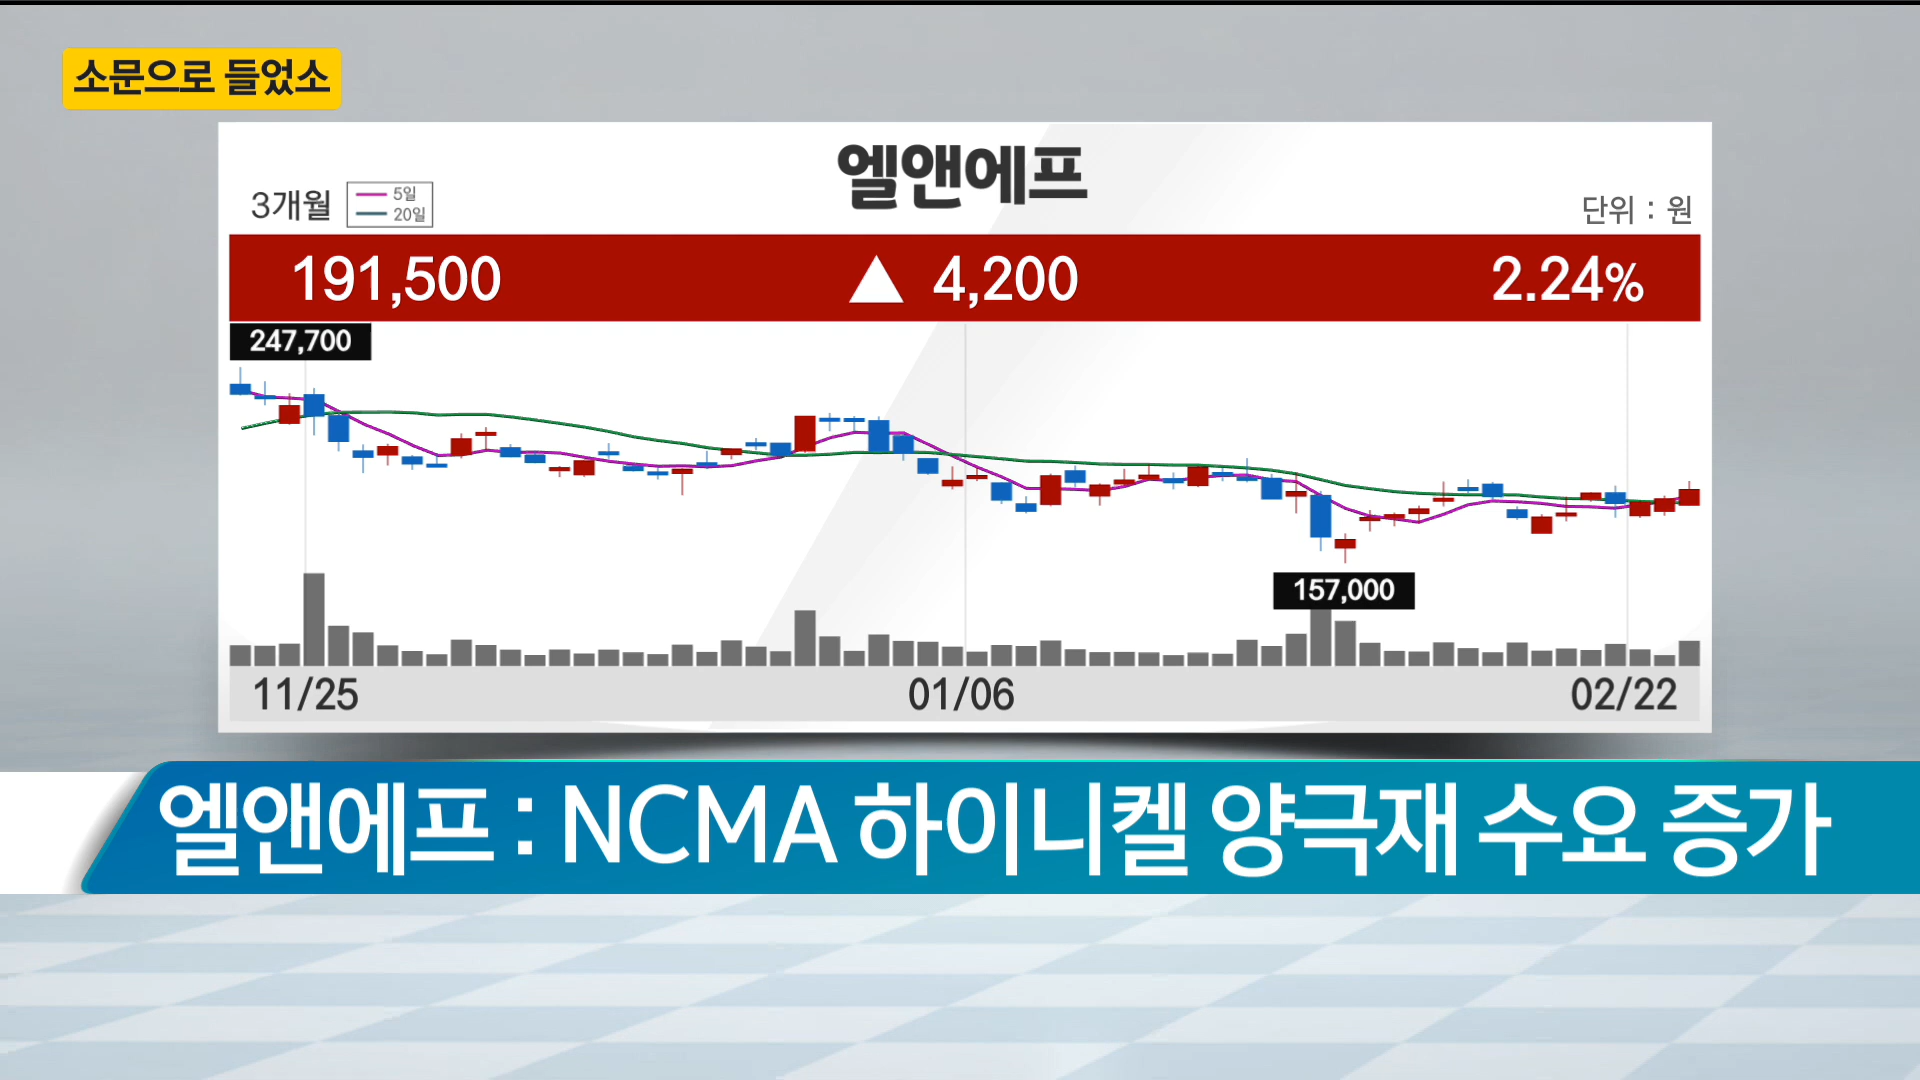 소문으로 들었소
엘앤에프
3개월
5일
20일
단위 : 원
191,500 ▲ 4,200 2.24%
247,700
157,000
11/25 01/06 02/22
엘앤에프 : NCMA 하이니켈 양극재 수요 증가